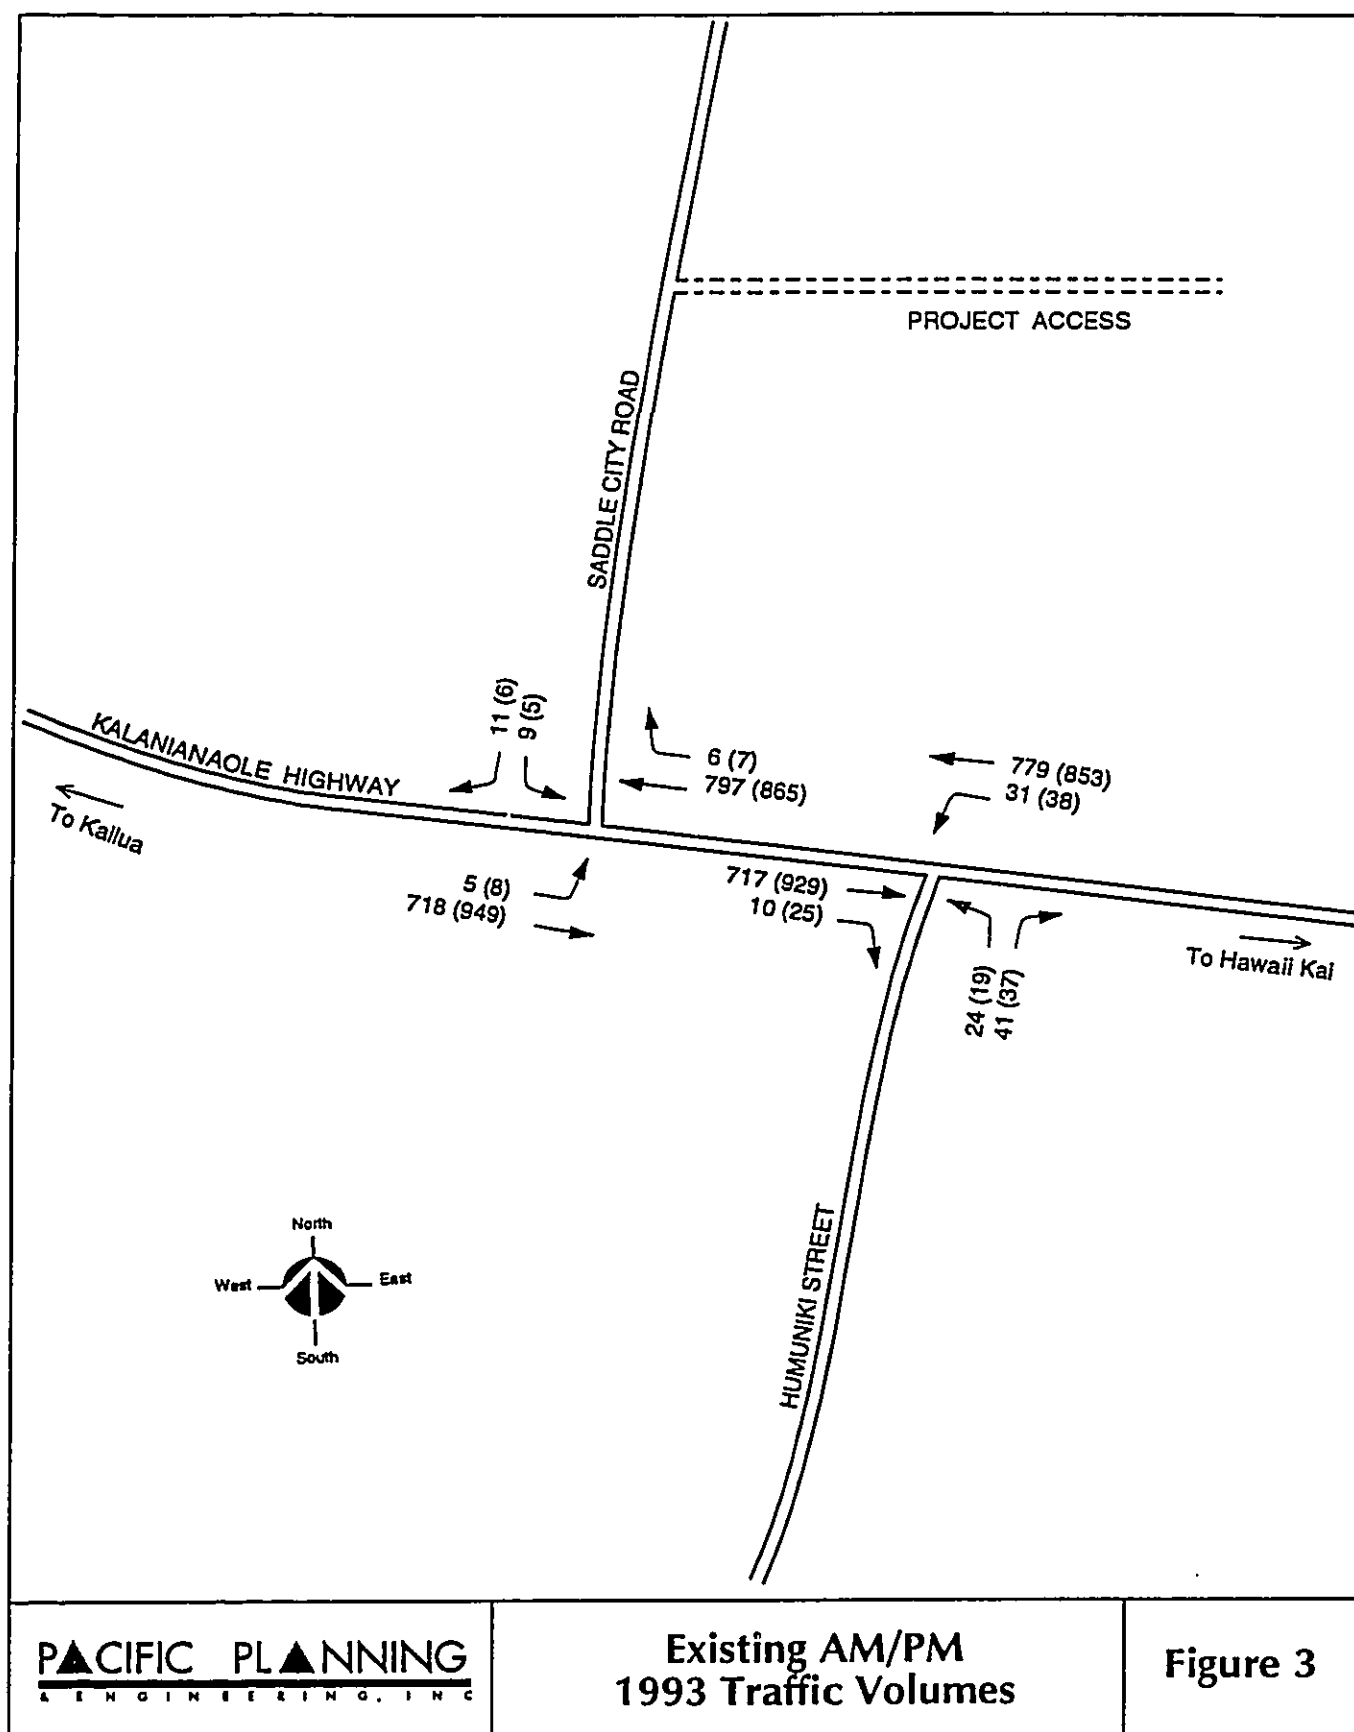 PROJECT ACCESS
SADDLE CITY ROAD
11 (6)
9 (5)
KALANIANAOLE HIGHWAY
To Kailua
6 (7)
797 (865)
779 (853)
31 (38)
5 (8)
718 (949)
717 (929)
10 (25)
24 (19)
41 (37)
To Hawaii Kai
HUMUNIKI STREET
North
West
East
South
PACIFIC PLANNING
& ENGINEERING, INC
Existing AM/PM
1993 Traffic Volumes
Figure 3